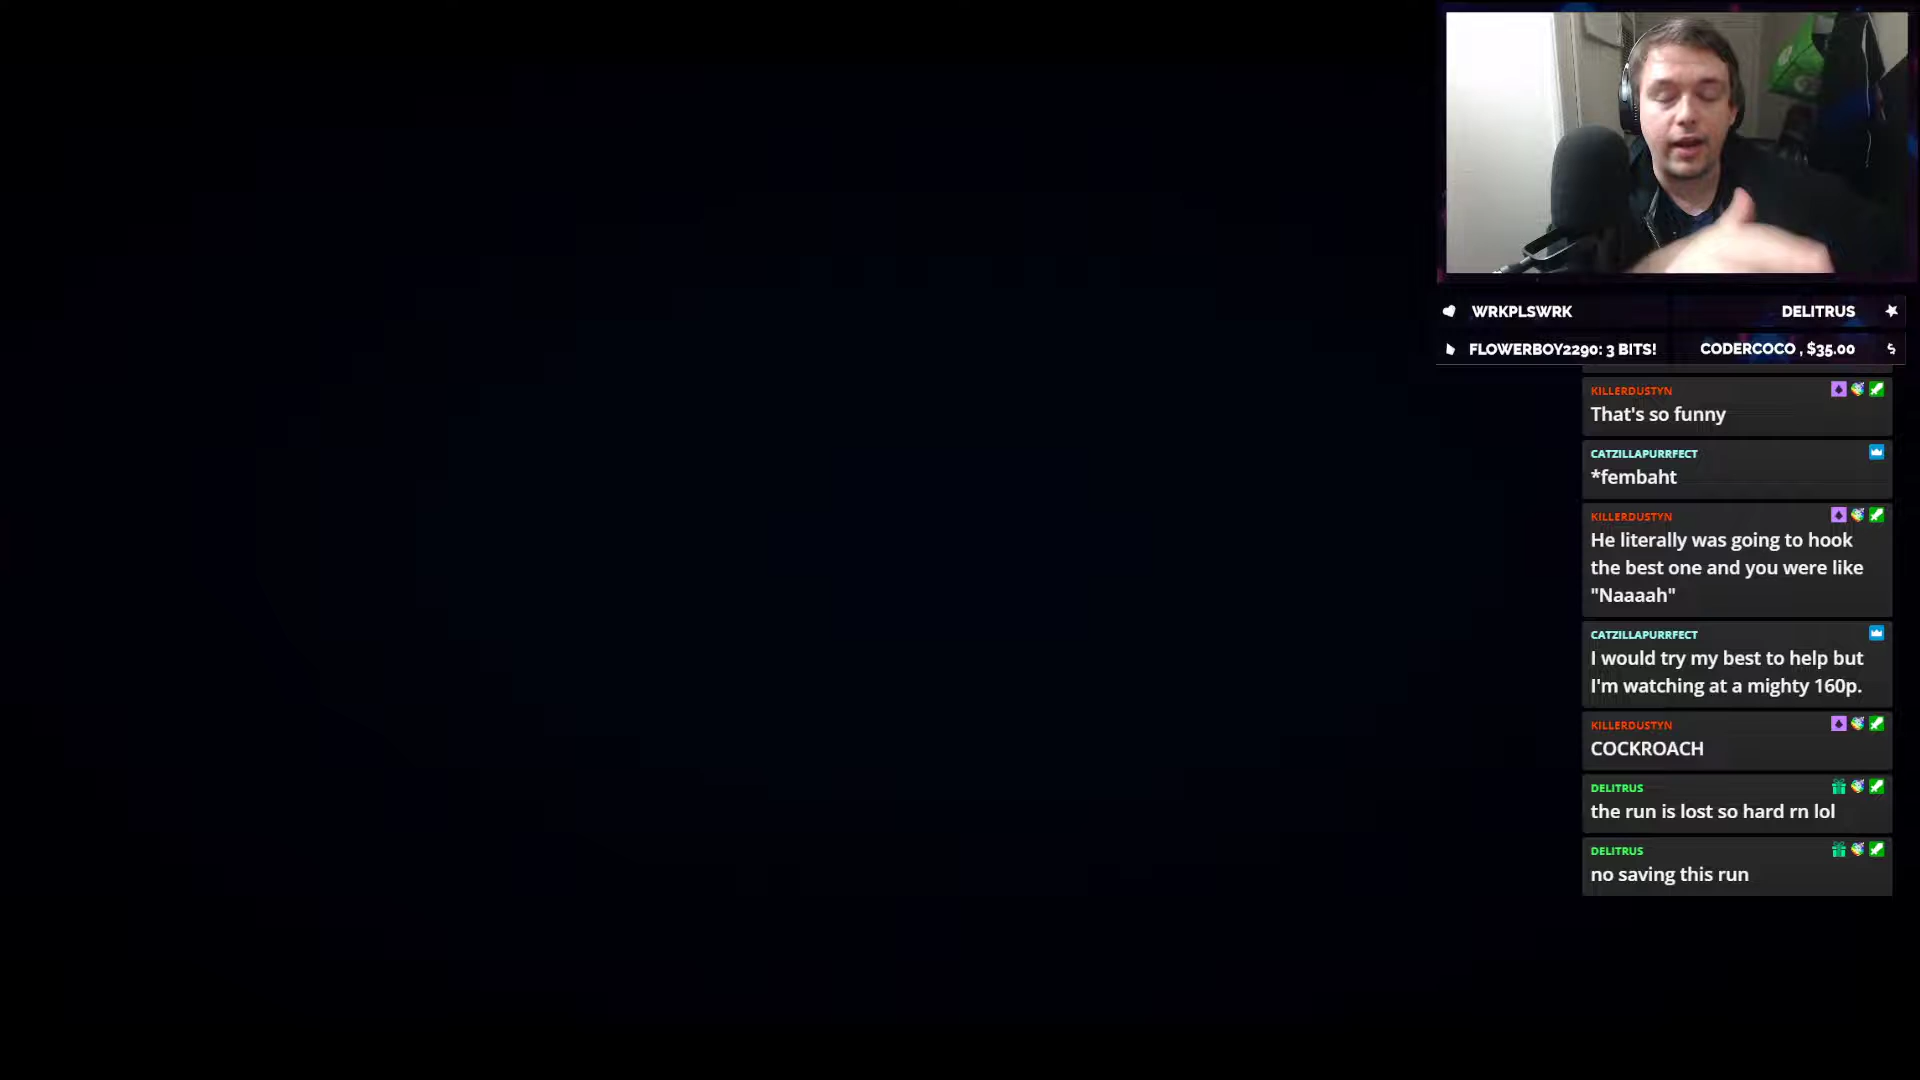 WRKPLSWRK
DELITRUS
FLOWERBOY2290: 3 BITS!
CODERCOCO , $35.00
KILLERDUSTYN
That's so funny
CATZILLAPURRFECT
*fembaht
KILLERDUSTYN
He literally was going to hook
the best one and you were like
"Naaaah"
CATZILLAPURRFECT
I would try my best to help but
I'm watching at a mighty 160p.
KILLERDUSTYN
COCKROACH
DELITRUS
the run is lost so hard rn lol
DELITRUS
no saving this run